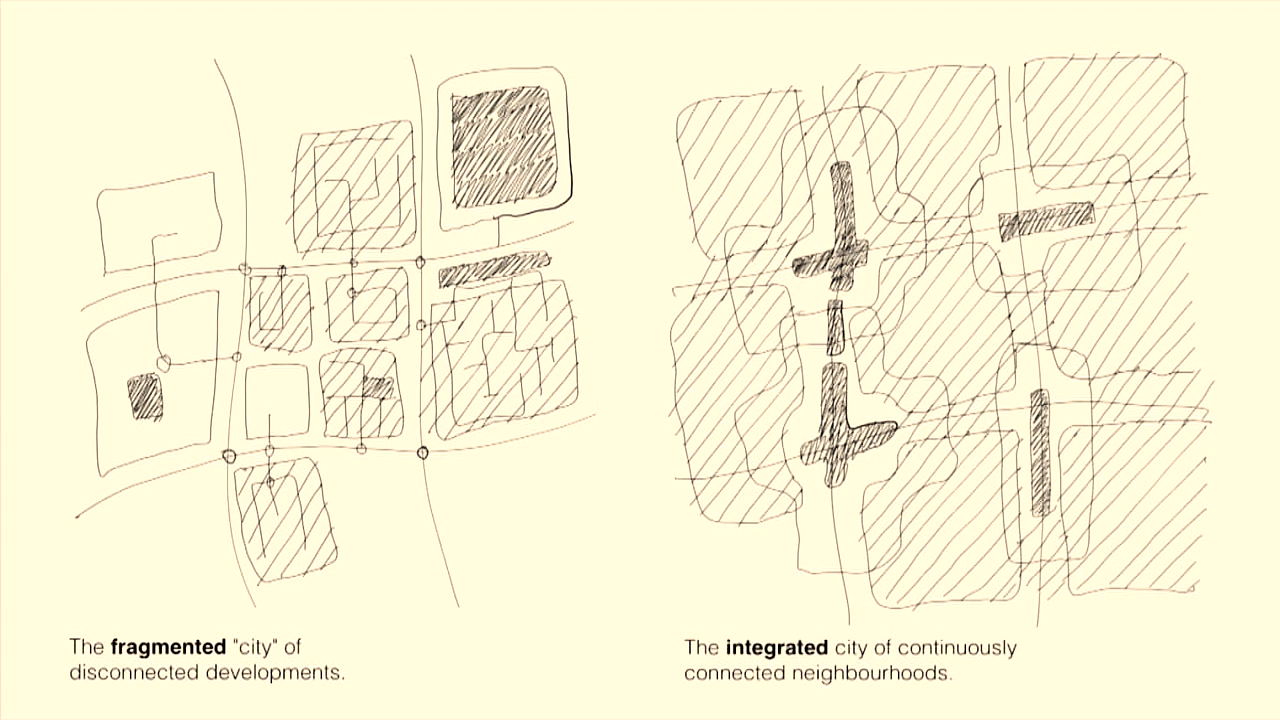 The fragmented "city" of
disconnected developments.
The integrated city of continuously
connected neighbourhoods.